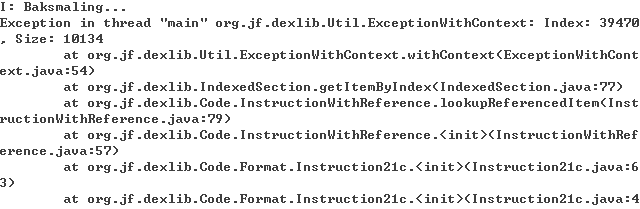 I: Baksmaling...
Exception in thread "main" org.jf.dexlib.Util.ExceptionWithContext: Index: 39470
, Size: 10134
        at org.jf.dexlib.Util.ExceptionWithContext.withContext(ExceptionWithCont
ext.java:54)
        at org.jf.dexlib.IndexedSection.getItemByIndex(IndexedSection.java:77)
        at org.jf.dexlib.Code.InstructionWithReference.lookupReferencedItem(Inst
ructionWithReference.java:79)
        at org.jf.dexlib.Code.InstructionWithReference.<init>(InstructionWithRef
erence.java:57)
        at org.jf.dexlib.Code.Format.Instruction21c.<init>(Instruction21c.java:6
3)
        at org.jf.dexlib.Code.Format.Instruction21c.<init>(Instruction21c.java:4